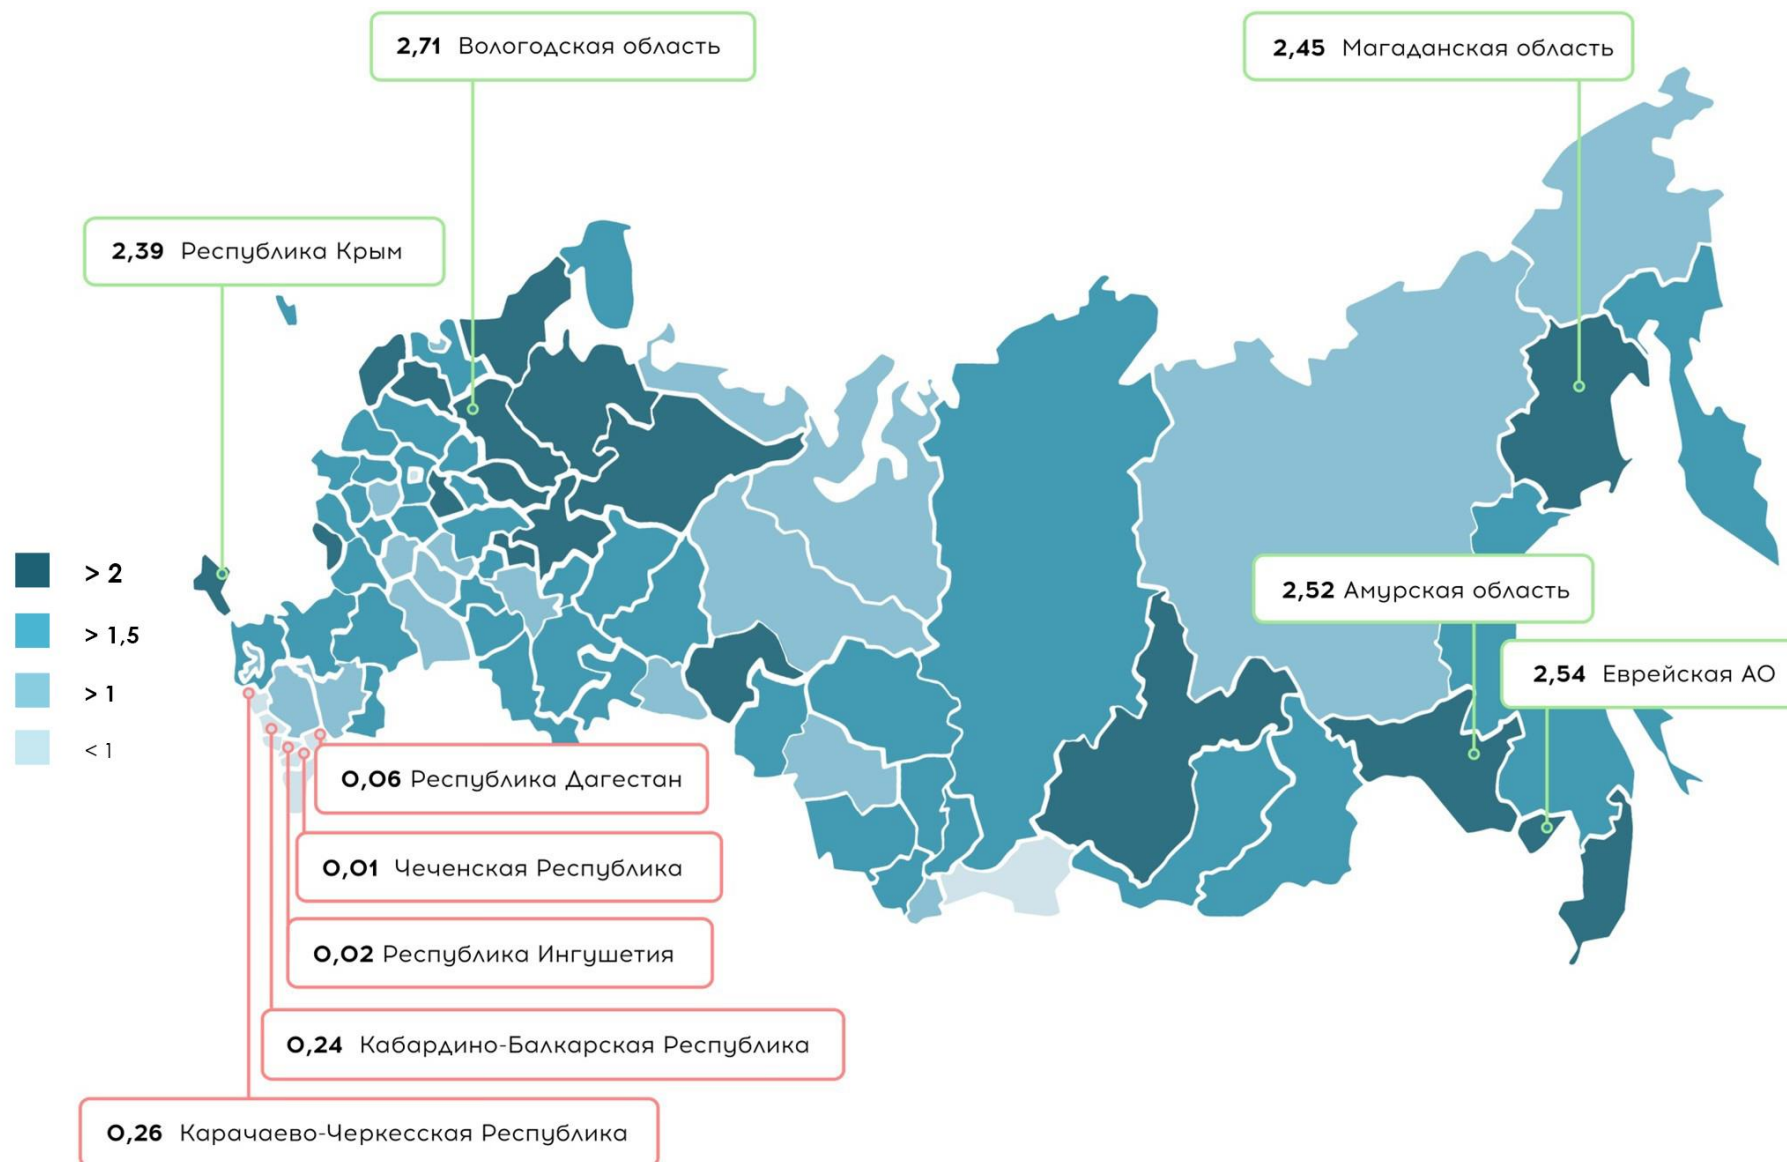 2,71 Вологодская область
2,45 Магаданская область
2,39 Республика Крым
> 2
> 1,5
> 1
< 1
2,52 Амурская область
2,54 Еврейская АО
0,06 Республика Дагестан
0,01 Чеченская Республика
0,02 Республика Ингушетия
0,24 Кабардино-Балкарская Республика
0,26 Карачаево-Черкесская Республика